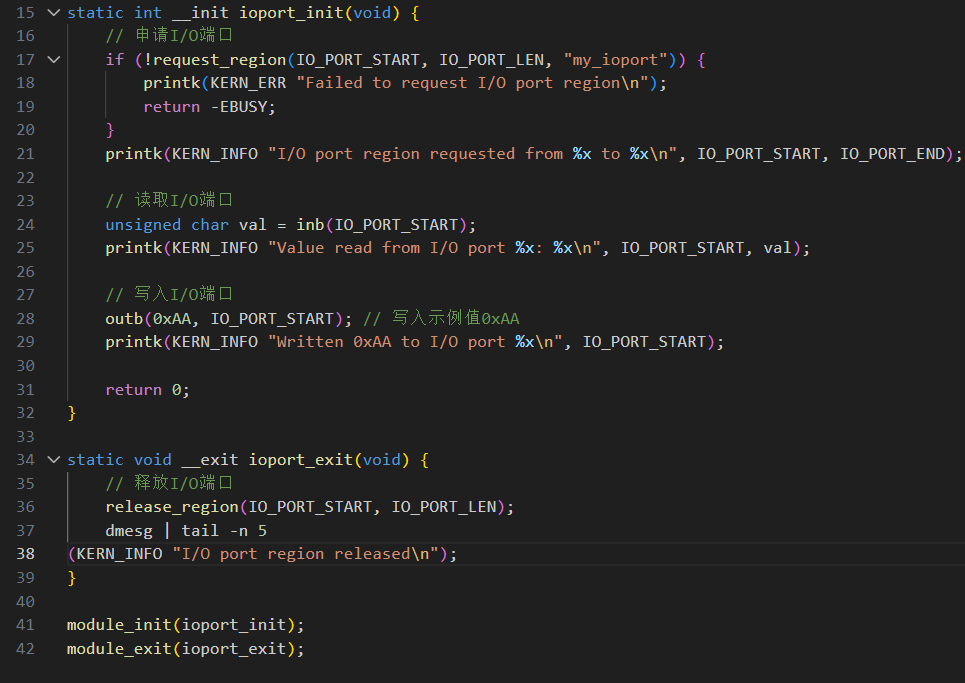 15 static int __init ioport_init(void) {
16     // 申请I/O端口
17     if (!request_region(IO_PORT_START, IO_PORT_LEN, "my_ioport")) {
18         printk(KERN_ERR "Failed to request I/O port region\n");
19         return -EBUSY;
20     }
21     printk(KERN_INFO "I/O port region requested from %x to %x\n", IO_PORT_START, IO_PORT_END);
22
23     // 读取I/O端口
24     unsigned char val = inb(IO_PORT_START);
25     printk(KERN_INFO "Value read from I/O port %x: %x\n", IO_PORT_START, val);
26
27     // 写入I/O端口
28     outb(0xAA, IO_PORT_START); // 写入示例值0xAA
29     printk(KERN_INFO "Written 0xAA to I/O port %x\n", IO_PORT_START);
30
31     return 0;
32 }
33
34 static void __exit ioport_exit(void) {
35     // 释放I/O端口
36     release_region(IO_PORT_START, IO_PORT_LEN);
37     dmesg | tail -n 5
38 (KERN_INFO "I/O port region released\n");
39 }
40
41 module_init(ioport_init);
42 module_exit(ioport_exit);